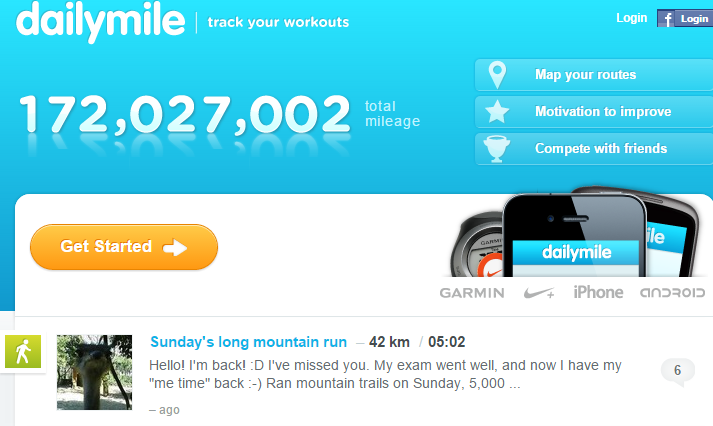 dailymile track your workouts
Login
f Login
172,027,002 total
mileage
Map your routes
Motivation to improve
Compete with friends
Get Started
GARMIN
dailymile
ile
GARMIN + iPhone ANDROID
Sunday's long mountain run – 42 km / 05:02
Hello! I'm back! :D I've missed you. My exam went well, and now I have my
"me time" back :-) Ran mountain trails on Sunday, 5,000 ...
6
– ago